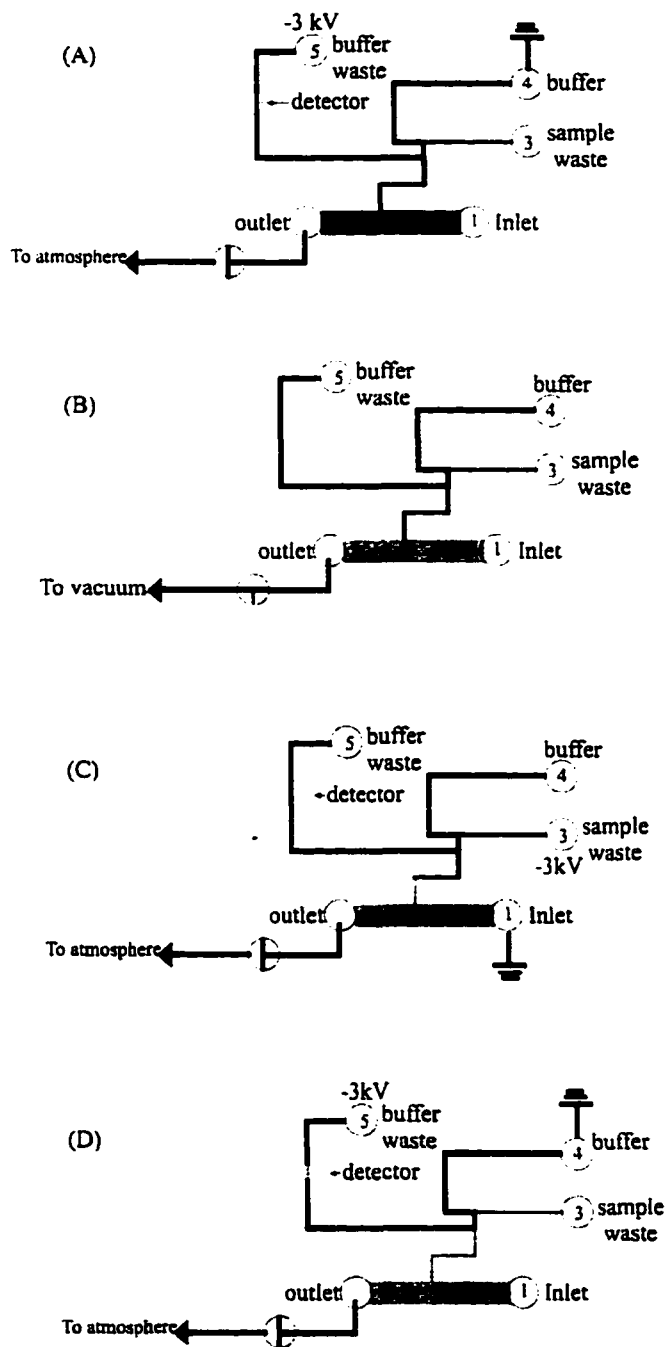 (A)
-3 kV
5 buffer
waste
4 buffer
detector
3 sample
waste
outlet
1 Inlet
To atmosphere
(B)
5 buffer
waste
buffer
4
3 sample
waste
outlet
1 Inlet
To vacuum
(C)
5 buffer
waste
buffer
4
detector
3 sample
waste
-3kV
outlet
1 Inlet
To atmosphere
(D)
-3kV
5 buffer
waste
4 buffer
detector
3 sample
waste
outlet
1 Inlet
To atmosphere